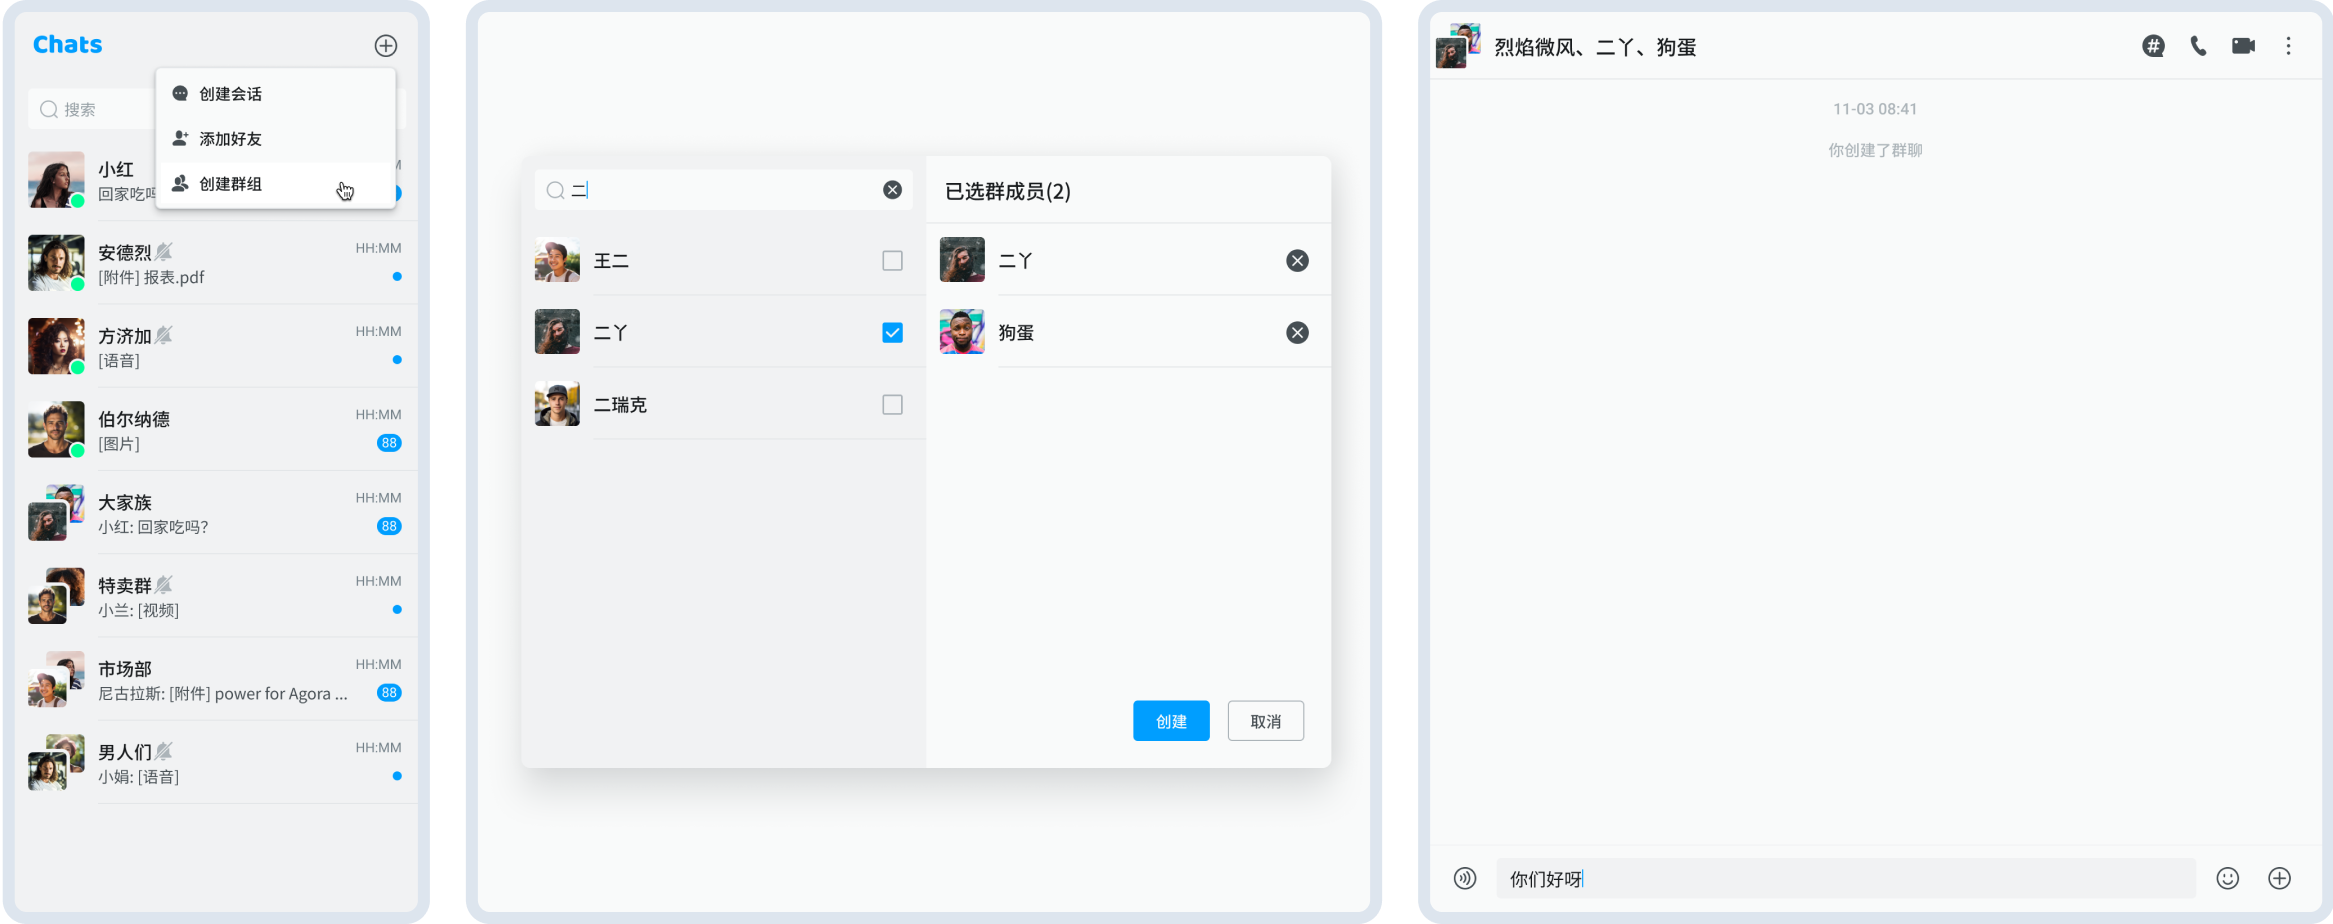 Chats
创建会话
添加好友
创建群组
搜索
小红
回家吃
安德烈
HH:MM
[附件] 报表.pdf
方济加
HH:MM
[语音]
伯尔纳德
HH:MM
[图片]
88
大家族
HH:MM
小红: 回家吃吗?
88
特卖群
HH:MM
小兰: [视频]
市场部
HH:MM
尼古拉斯: [附件] power for Agora ...
88
男人们
HH:MM
小娟: [语音]
二
王二
二丫
二瑞克
已选群成员(2)
二丫
狗蛋
创建
取消
烈焰微风、二丫、狗蛋
11-03 08:41
你创建了群聊
你们好呀